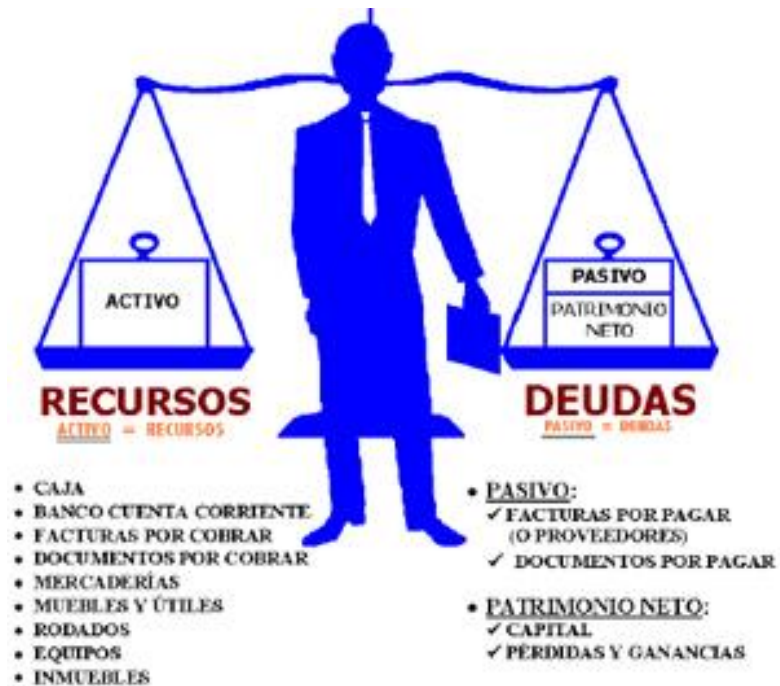 ACTIVO
PASIVO
PATRIMONIO
NETO
RECURSOS
ACTIVO = RECURSOS
DEUDAS
PASIVO = DEUDAS
• CAJA
• BANCO CUENTA CORRIENTE
• FACTURAS POR COBRAR
• DOCUMENTOS POR COBRAR
• MERCADERÍAS
• MUEBLES Y ÚTILES
• RODADOS
• EQUIPOS
• INMUEBLES
• PASIVO:
✓ FACTURAS POR PAGAR
(O PROVEEDORES)
✓ DOCUMENTOS POR PAGAR
• PATRIMONIO NETO:
✓ CAPITAL
✓ PÉRDIDAS Y GANANCIAS